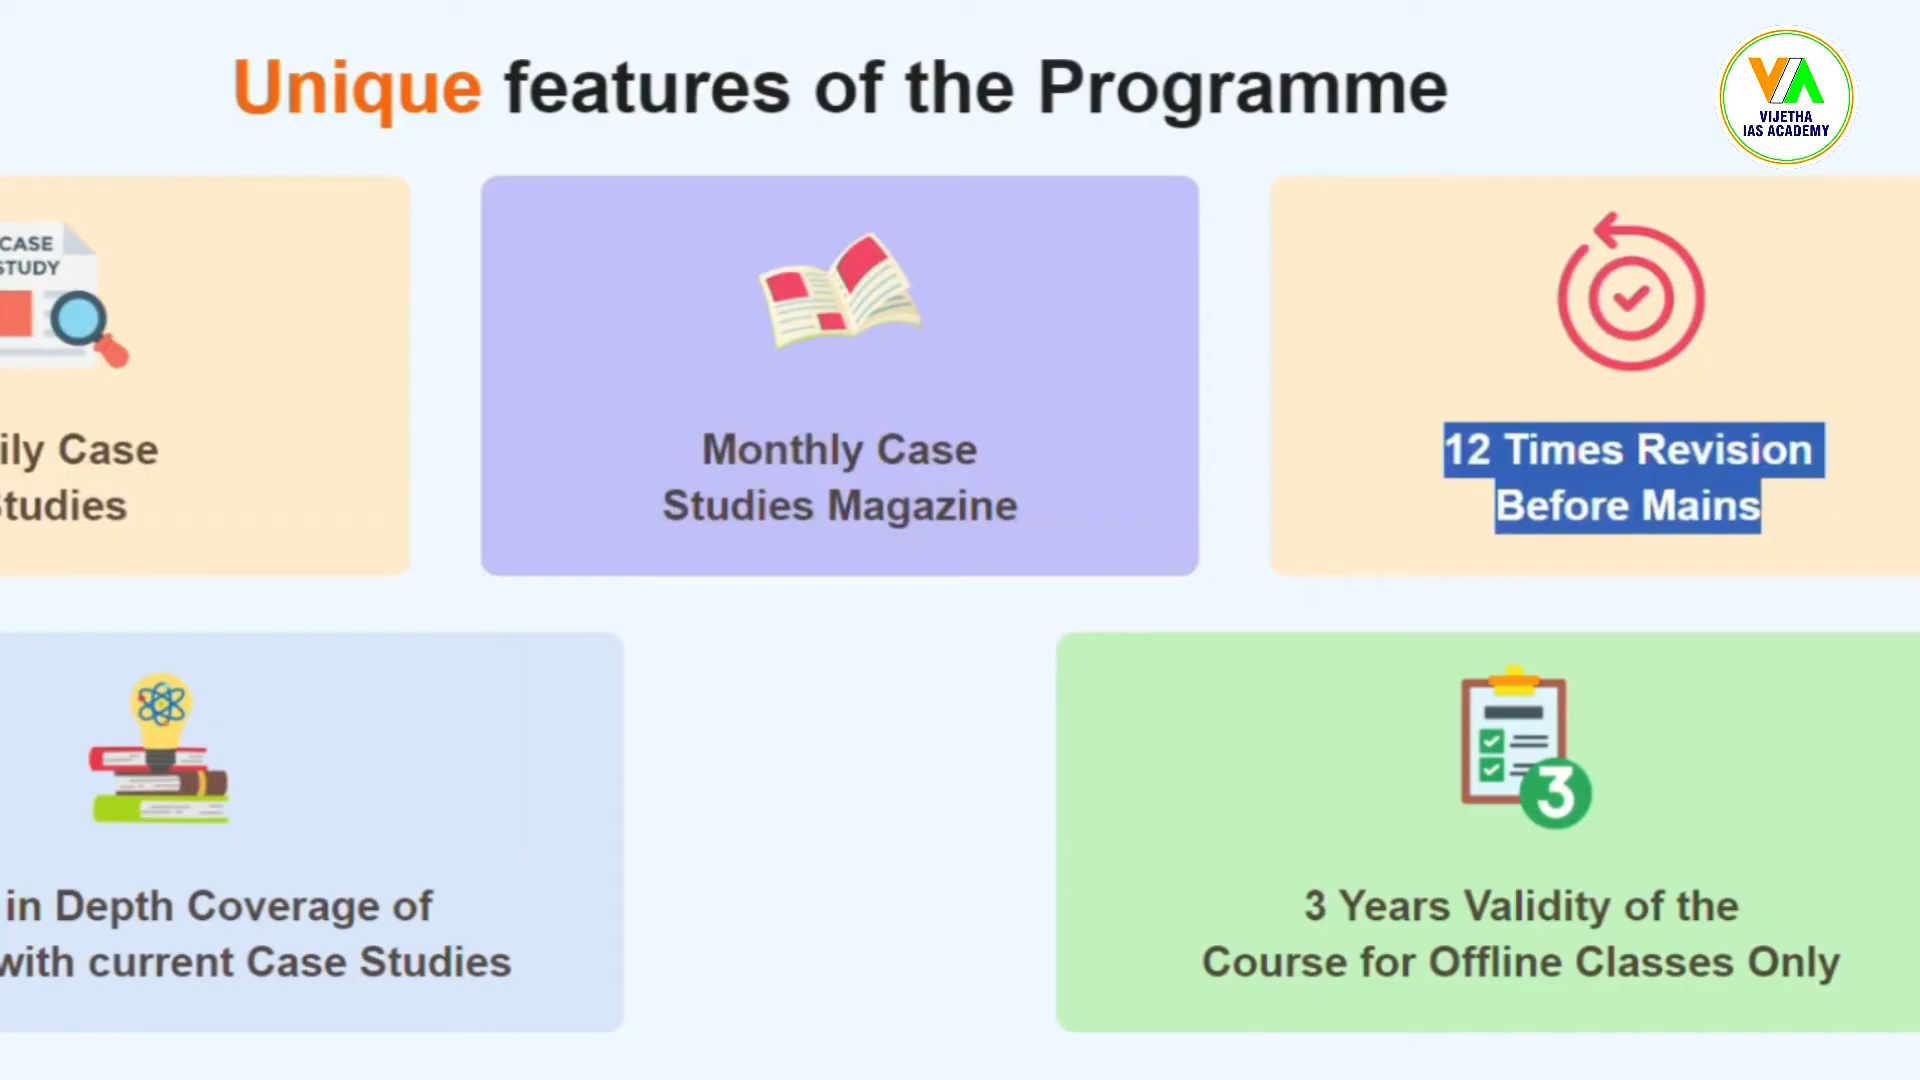 Unique features of the Programme
VIJETHA
IAS ACADEMY
CASE
STUDY
ily Case
Studies
Monthly Case
Studies Magazine
12 Times Revision
Before Mains
in Depth Coverage of
with current Case Studies
3
3 Years Validity of the
Course for Offline Classes Only